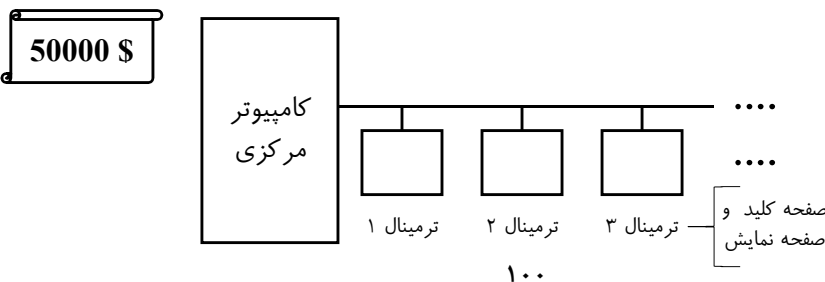 50000 $
کامپیوتر
مرکزی
....
....
ترمینال ۱
ترمینال ۲
ترمینال ۳
صفحه کلید و
صفحه نمایش
۱۰۰